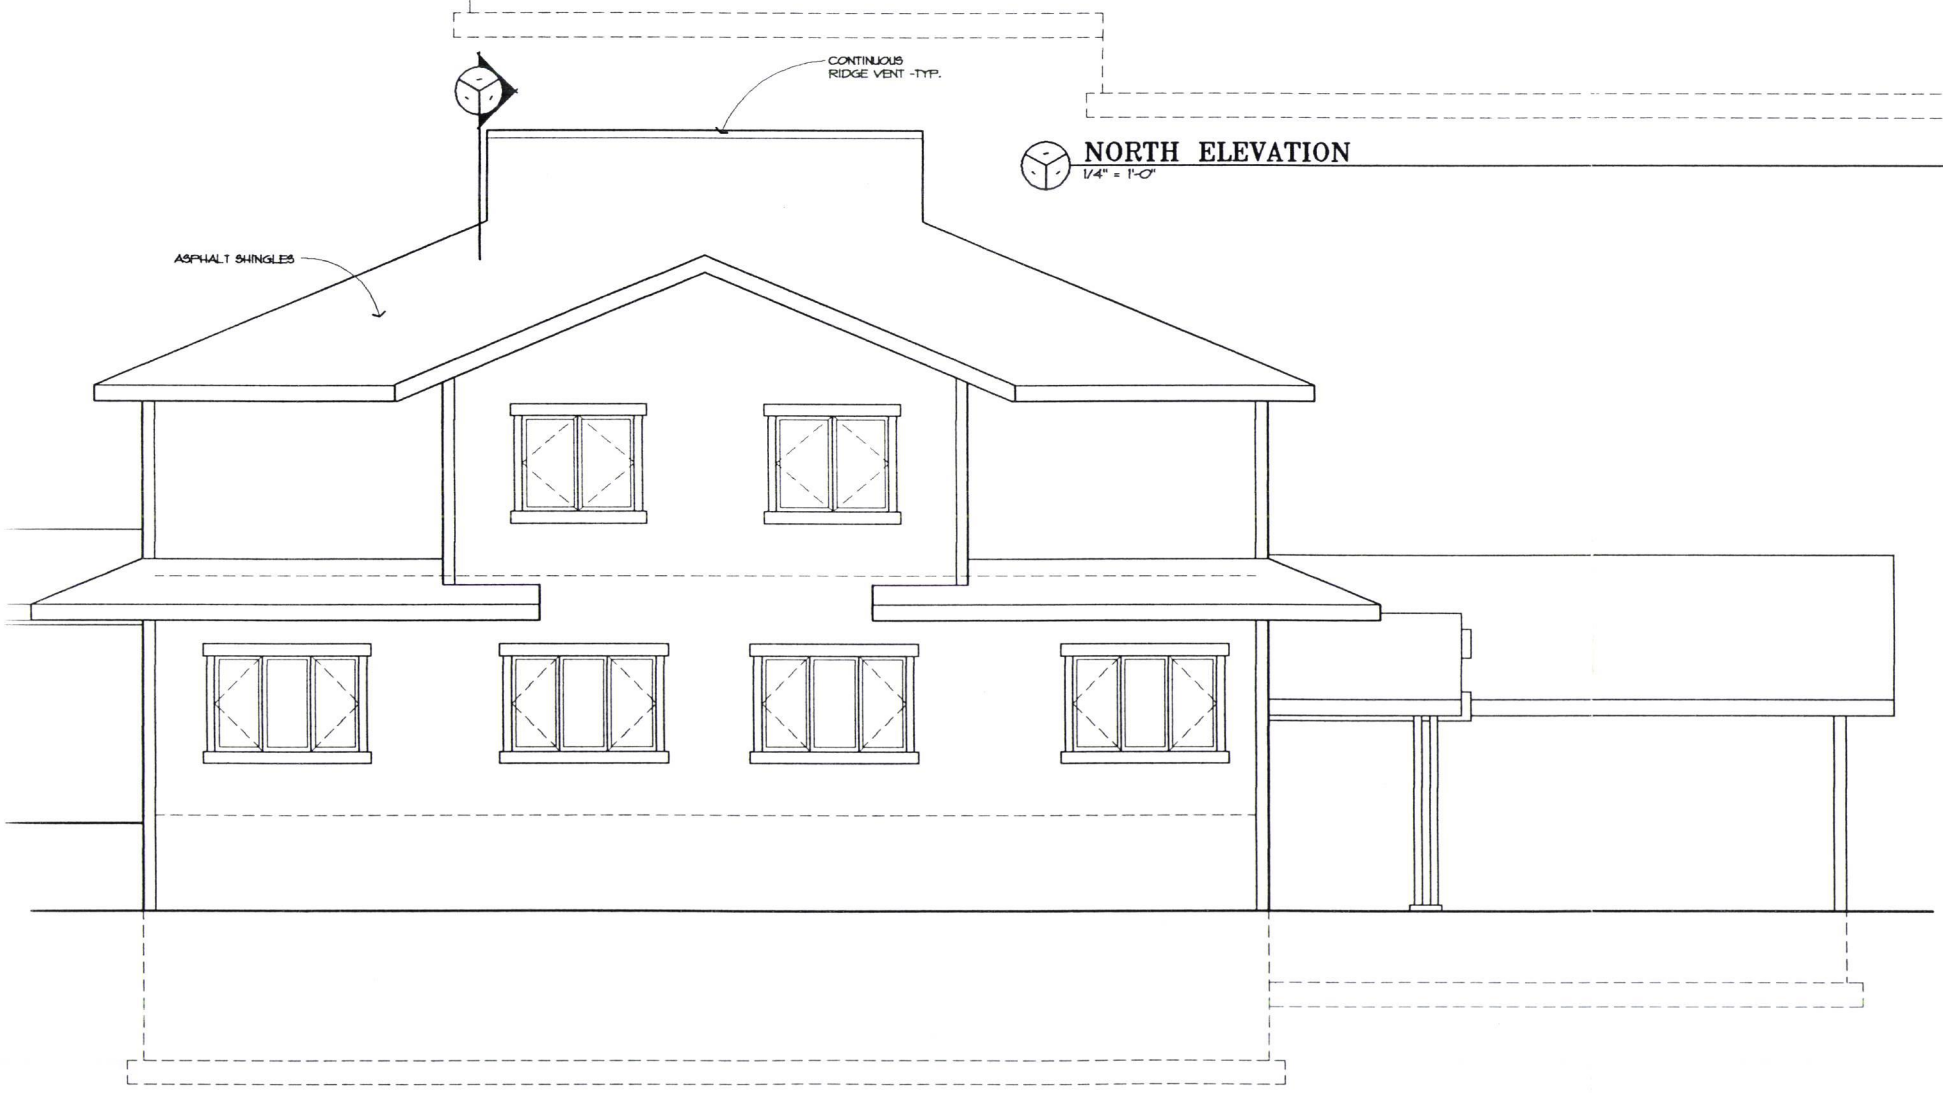 CONTINUOUS
RIDGE VENT -TYP.
NORTH ELEVATION
1/4" = 1'-0"
ASPHALT SHINGLES